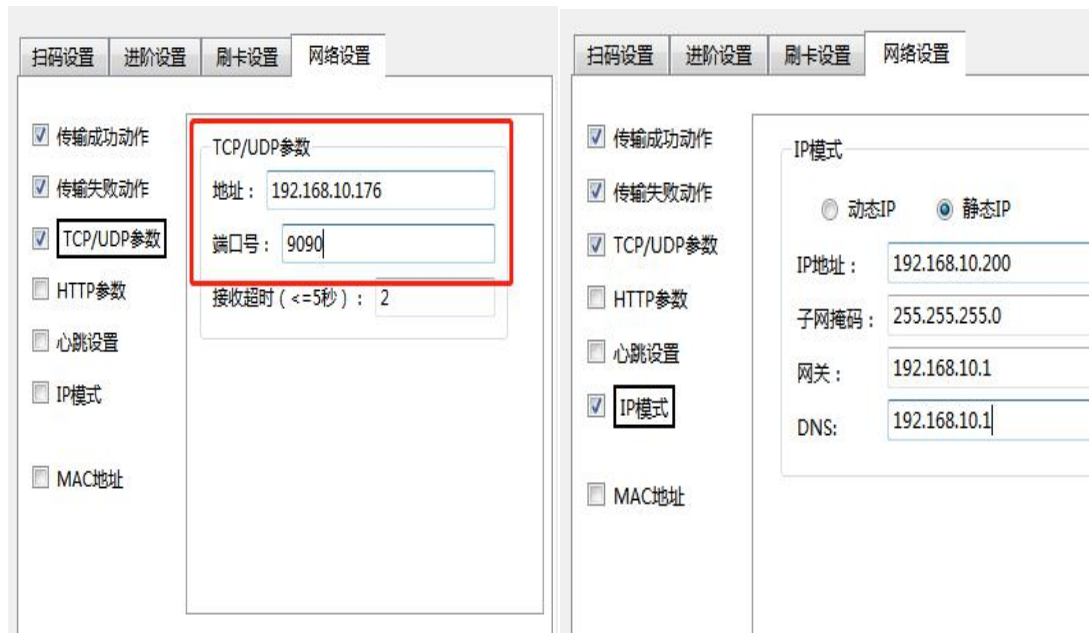 扫码设置 进阶设置 刷卡设置 网络设置
传输成功动作
传输失败动作
TCP/UDP参数
HTTP参数
心跳设置
IP模式
MAC地址
TCP/UDP参数
地址： 192.168.10.176
端口号： 9090
接收超时（<=5秒）： 2
扫码设置 进阶设置 刷卡设置 网络设置
传输成功动作
传输失败动作
TCP/UDP参数
HTTP参数
心跳设置
IP模式
MAC地址
IP模式
动态IP 静态IP
IP地址： 192.168.10.200
子网掩码： 255.255.255.0
网关： 192.168.10.1
DNS: 192.168.10.1